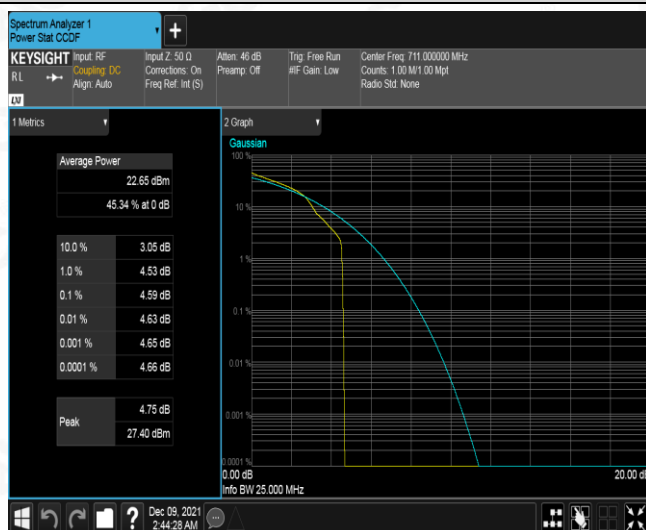 Spectrum Analyzer 1
Power Stat CCDF
+
KEYSIGHT
RL
LXI
Input: RF
Coupling: DC
Align: Auto
Input Z: 50 Ω
Corrections: On
Freq Ref: Int (S)
Atten: 46 dB
Preamp: Off
Trig: Free Run
#IF Gain: Low
Center Freq: 711.000000 MHz
Counts: 1.00 M/1.00 Mpt
Radio Std: None
1 Metrics
Average Power
22.65 dBm
45.34 % at 0 dB
10.0 % 3.05 dB
1.0 % 4.53 dB
0.1 % 4.59 dB
0.01 % 4.63 dB
0.001 % 4.65 dB
0.0001 % 4.66 dB
Peak
4.75 dB
27.40 dBm
2 Graph
Gaussian
100 %
10 %
1 %
0.1 %
0.01 %
0.001 %
0.0001 %
0.00 dB
20.00 dB
Info BW 25.000 MHz
?
Dec 09, 2021
2:44:28 AM